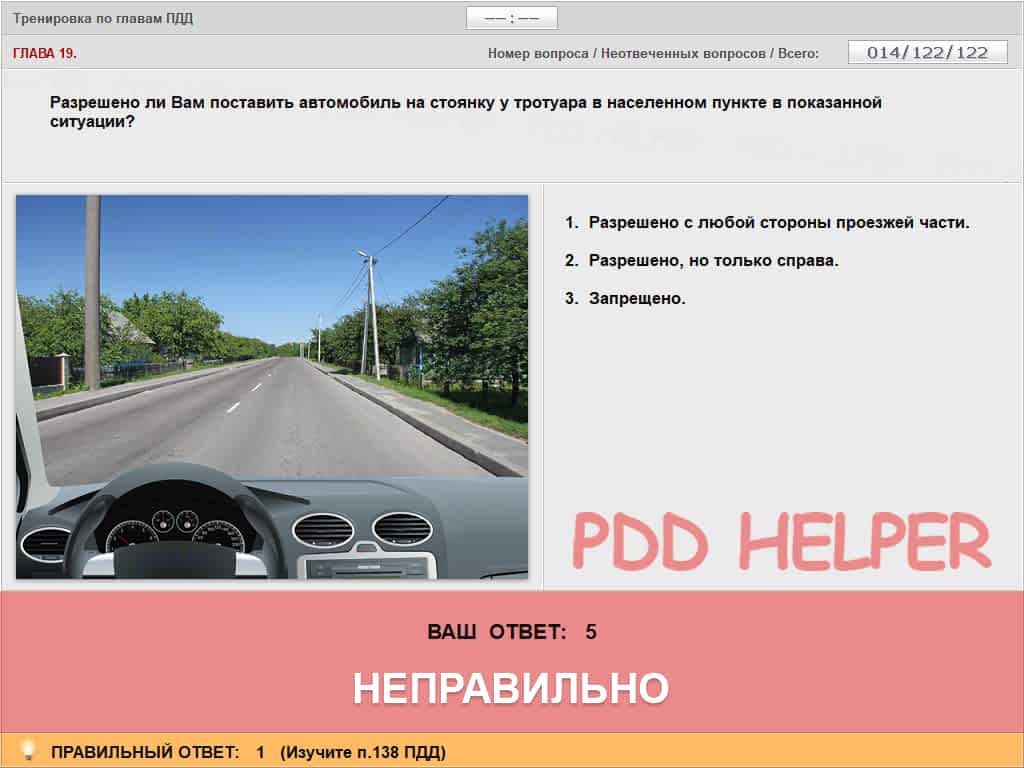 Тренировка по главам ПДД
—— : ——
ГЛАВА 19.
Номер вопроса / Неотвеченных вопросов / Всего:
014/122/122
Разрешено ли Вам поставить автомобиль на стоянку у тротуара в населенном пункте в показанной
ситуации?
1. Разрешено с любой стороны проезжей части.
2. Разрешено, но только справа.
3. Запрещено.
PDD HELPER
ВАШ ОТВЕТ: 5
НЕПРАВИЛЬНО
ПРАВИЛЬНЫЙ ОТВЕТ: 1 (Изучите п.138 ПДД)